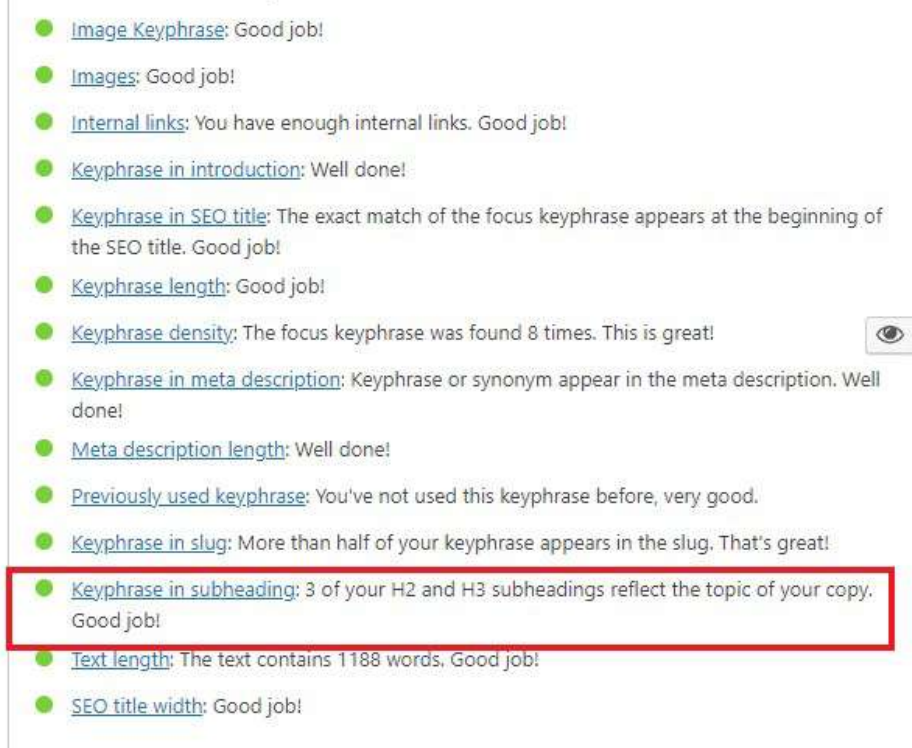 Image Keyphrase: Good job!
Images: Good job!
Internal links: You have enough internal links. Good job!
Keyphrase in introduction: Well done!
Keyphrase in SEO title: The exact match of the focus keyphrase appears at the beginning of
the SEO title. Good job!
Keyphrase length: Good job!
Keyphrase density: The focus keyphrase was found 8 times. This is great!
Keyphrase in meta description: Keyphrase or synonym appear in the meta description. Well
done!
Meta description length: Well done!
Previously used keyphrase: You've not used this keyphrase before, very good.
Keyphrase in slug: More than half of your keyphrase appears in the slug. That's great!
Keyphrase in subheading: 3 of your H2 and H3 subheadings reflect the topic of your copy.
Good job!
Text length: The text contains 1188 words. Good job!
SEO title width: Good job!